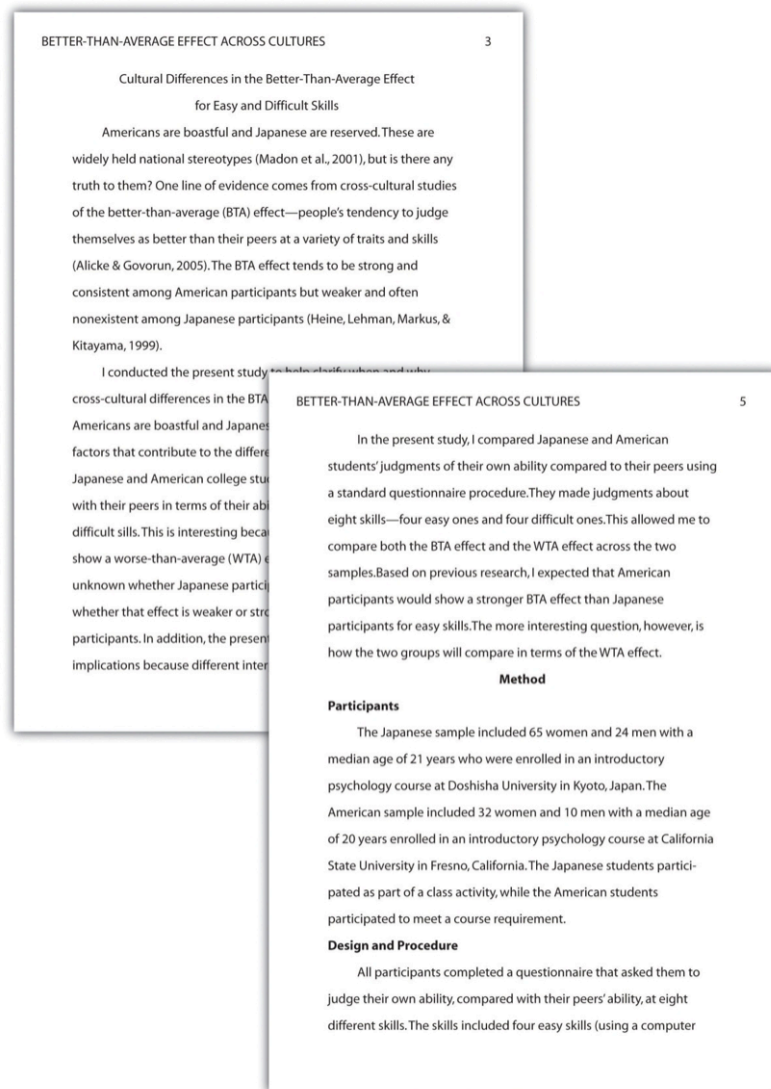 BETTER-THAN-AVERAGE EFFECT ACROSS CULTURES 3
Cultural Differences in the Better-Than-Average Effect
for Easy and Difficult Skills
Americans are boastful and Japanese are reserved. These are
widely held national stereotypes (Madon et al., 2001), but is there any
truth to them? One line of evidence comes from cross-cultural studies
of the better-than-average (BTA) effect—people's tendency to judge
themselves as better than their peers at a variety of traits and skills
(Alicke & Govorun, 2005). The BTA effect tends to be strong and
consistent among American participants but weaker and often
nonexistent among Japanese participants (Heine, Lehman, Markus, &
Kitayama, 1999).
I conducted the present study to help clarify when and why
cross-cultural differences in the BTA
Americans are boastful and
factors that contribute to the
Japanese and American college
with their peers in terms of their
difficult sills. This is interesting
show a worse-than-average (WTA)
unknown whether Japanese
whether that effect is weaker or
participants. In addition, the
implications because different
BETTER-THAN-AVERAGE EFFECT ACROSS CULTURES 5
In the present study, I compared Japanese and American
students' judgments of their own ability compared to their peers using
a standard questionnaire procedure. They made judgments about
eight skills—four easy ones and four difficult ones. This allowed me to
compare both the BTA effect and the WTA effect across the two
samples. Based on previous research, I expected that American
participants would show a stronger BTA effect than Japanese
participants for easy skills. The more interesting question, however, is
how the two groups will compare in terms of the WTA effect.
Method
Participants
The Japanese sample included 65 women and 24 men with a
median age of 21 years who were enrolled in an introductory
psychology course at Doshisha University in Kyoto, Japan. The
American sample included 32 women and 10 men with a median age
of 20 years enrolled in an introductory psychology course at California
State University in Fresno, California. The Japanese students partici-
pated as part of a class activity, while the American students
participated to meet a course requirement.
Design and Procedure
All participants completed a questionnaire that asked them to
judge their own ability, compared with their peers' ability, at eight
different skills. The skills included four easy skills (using a computer